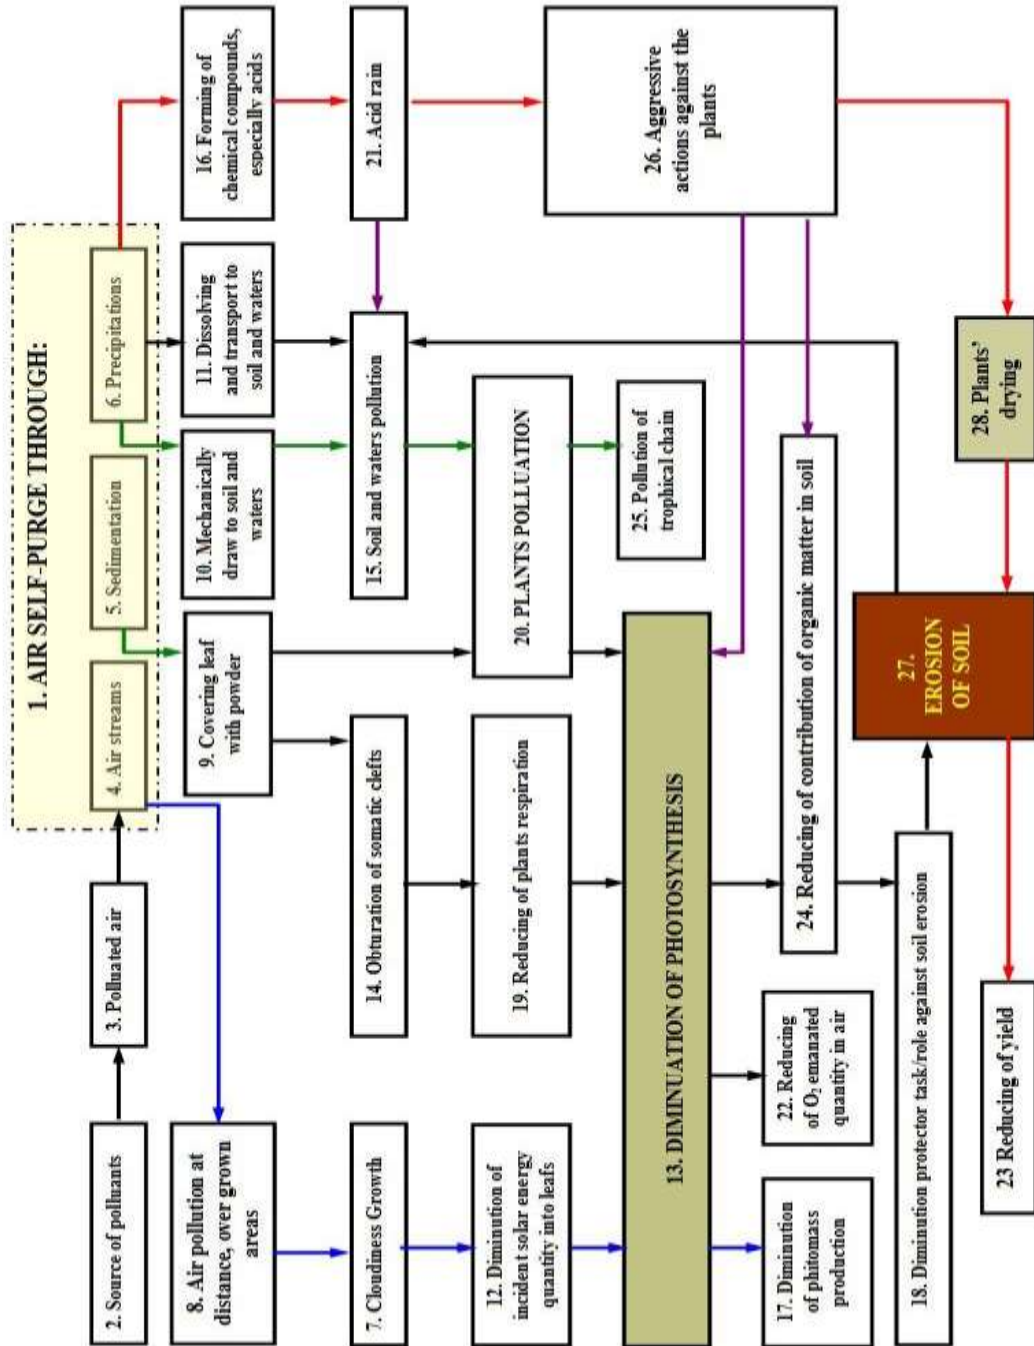 1. AIR SELF-PURGE THROUGH:
2. Source of polluants
3. Polluated air
4. Air streams
5. Sedimentation
6. Precipitations
8. Air pollution at
distance, over grown
areas
9. Covering leaf
with powder
10. Mechanically
draw to soil and
waters
11. Dissolving
and transport to
soil and waters
16. Forming of
chemical compounds,
especially acids
7. Cloudiness Growth
14. Obturation of somatic clefts
15. Soil and waters pollution
21. Acid rain
12. Diminution of
incident solar energy
quantity into leafs
19. Reducing of plants respiration
20. PLANTS POLLUATION
26. Aggressive
actions against the
plants
13. DIMINUATION OF PHOTOSYNTHESIS
25. Pollution of
trophical chain
17. Diminution
of phitomass
production
22. Reducing
of O₂ emanated
quantity in air
24. Reducing of contribution of organic matter in soil
18. Diminution protector task/role against soil erosion
27.
EROSION
OF SOIL
28. Plants'
drying
23 Reducing of yield